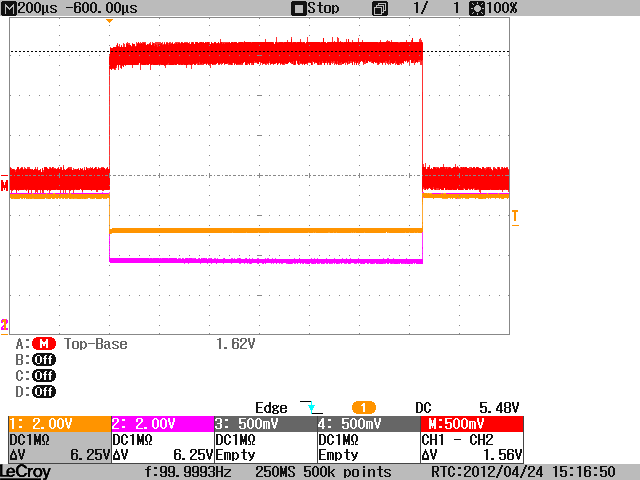 M 200µs -600.00µs Stop 1/ 1 100%
M
T
2
A: M Top-Base 1.62V
B: Off
C: Off
D: Off
Edge 1 DC 5.48V
1: 2.00V 2: 2.00V 3: 500mV 4: 500mV M:500mV
DC1MΩ DC1MΩ DC1MΩ DC1MΩ CH1 - CH2
ΔV 6.25V ΔV 6.25V Empty Empty ΔV 1.56V
LeCroy f:99.9993Hz 250MS 500k points RTC:2012/04/24 15:16:50